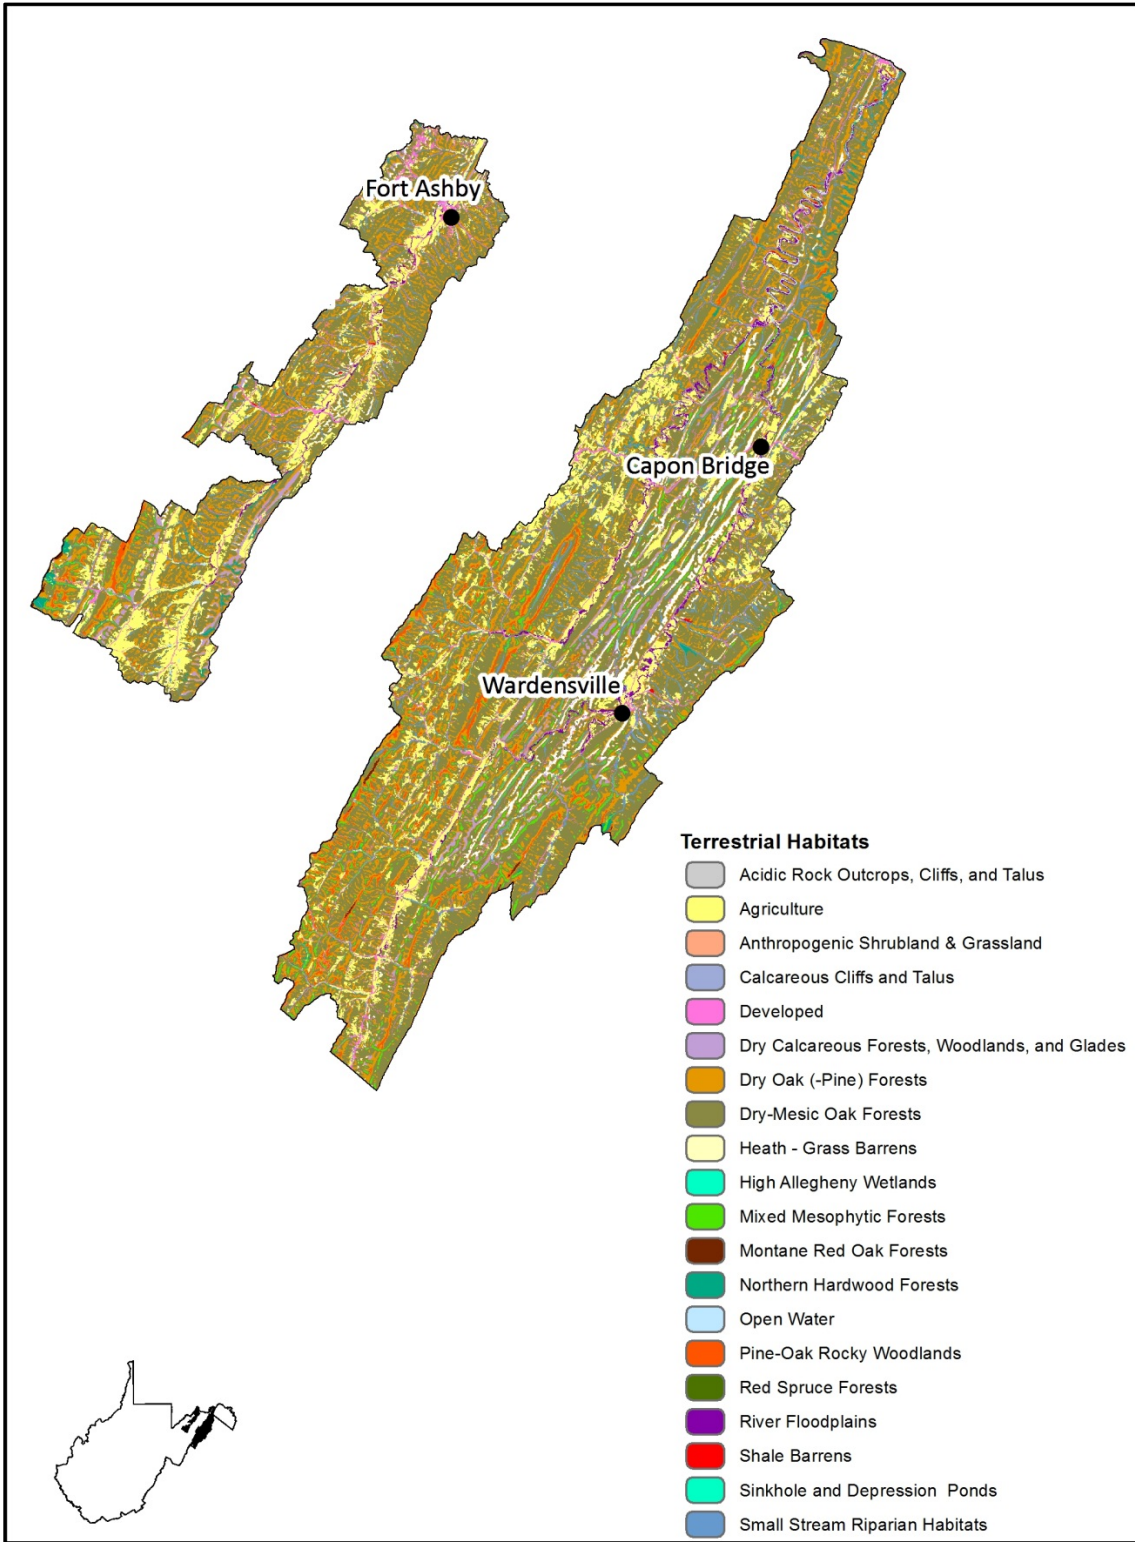 Fort Ashby
Capon Bridge
Wardensville
Terrestrial Habitats
Acidic Rock Outcrops, Cliffs, and Talus
Agriculture
Anthropogenic Shrubland & Grassland
Calcareous Cliffs and Talus
Developed
Dry Calcareous Forests, Woodlands, and Glades
Dry Oak (-Pine) Forests
Dry-Mesic Oak Forests
Heath - Grass Barrens
High Allegheny Wetlands
Mixed Mesophytic Forests
Montane Red Oak Forests
Northern Hardwood Forests
Open Water
Pine-Oak Rocky Woodlands
Red Spruce Forests
River Floodplains
Shale Barrens
Sinkhole and Depression Ponds
Small Stream Riparian Habitats